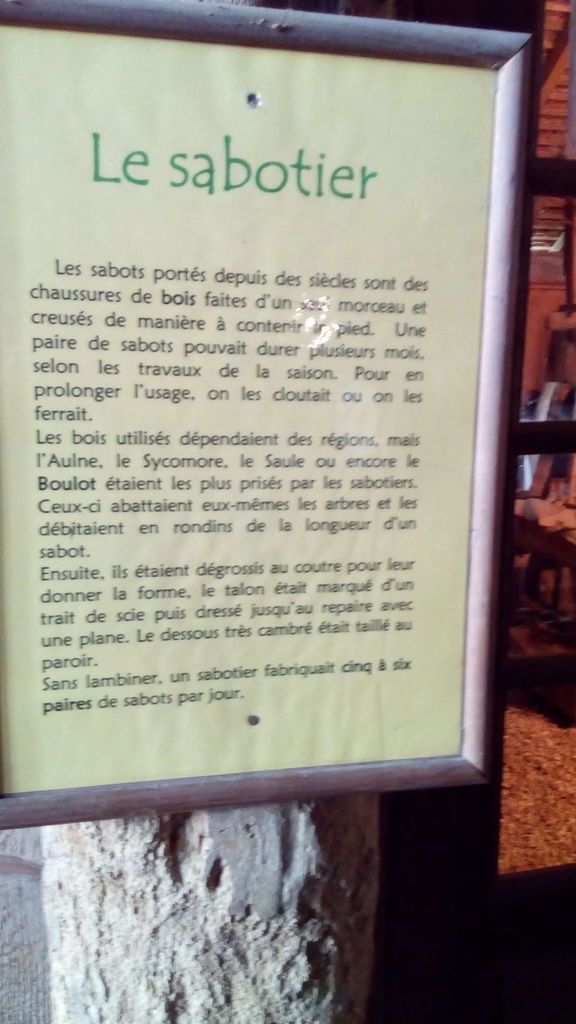 Le sabotier
Les sabots portés depuis des siècles sont des
chaussures de bois faites d'un morceau et
creusés de manière à contenir pied. Une
paire de sabots pouvait durer plusieurs mois,
selon les travaux de la saison. Pour en
prolonger l'usage, on les cloutait ou on les
ferrait.
Les bois utilisés dépendaient des régions, mais
l'Aulne, le Sycomore, le Saule ou encore le
Boulot étaient les plus prisés par les sabotiers.
Ceux-ci abattaient eux-mêmes les arbres et les
débitaient en rondins de la longueur d'un
sabot.
Ensuite, ils étaient dégrossis au coutre pour leur
donner la forme, le talon était marqué d'un
trait de scie puis dressé jusqu'au repaire avec
une plane. Le dessous très cambré était taillé au
paroir.
Sans lambiner, un sabotier fabriquait cinq à six
paires de sabots par jour.